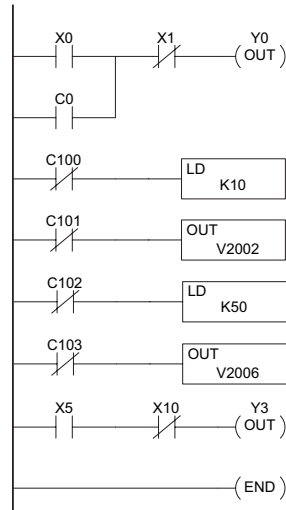 X0 X1 Y0
OUT
C0
C100
LD
K10
C101
OUT
V2002
C102
LD
K50
C103
OUT
V2006
X5 X10 Y3
OUT
END